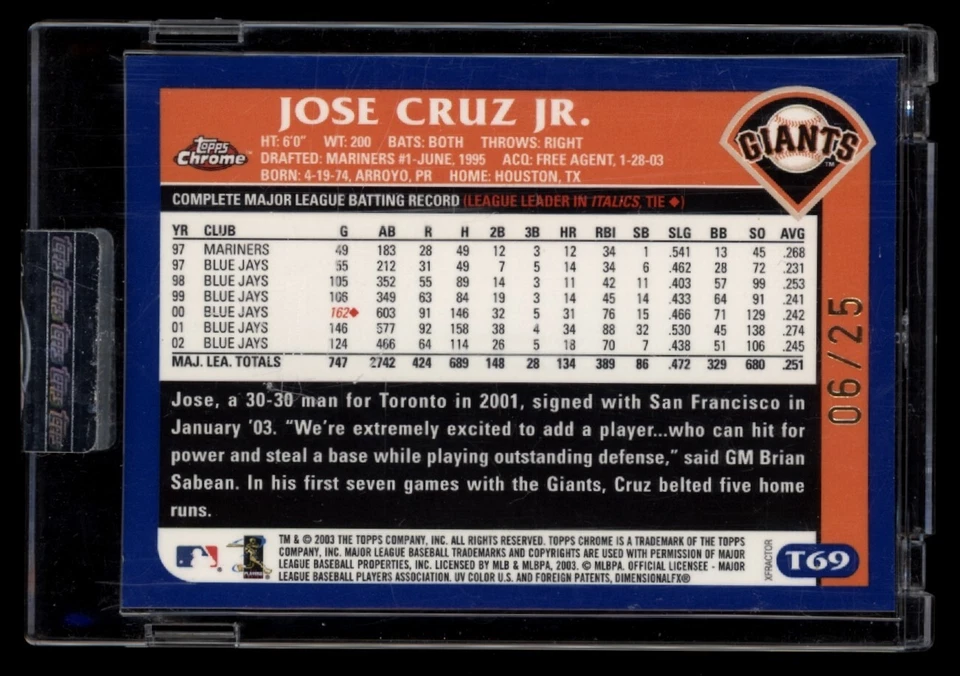 JOSE CRUZ JR.
Topps Chrome
HT: 6'0" WT: 200 BATS: BOTH THROWS: RIGHT
DRAFTED: MARINERS #1-JUNE, 1995 ACQ: FREE AGENT, 1-28-03
BORN: 4-19-74, ARROYO, PR HOME: HOUSTON, TX
GIANTS TM
COMPLETE MAJOR LEAGUE BATTING RECORD (LEAGUE LEADER IN ITALICS, TIE ◆)
YR CLUB G AB R H 2B 3B HR RBI SB SLG BB SO AVG
97 MARINERS 49 183 28 49 12 3 12 34 1 .541 13 45 .268
97 BLUE JAYS 55 212 31 49 7 5 14 34 6 .462 28 72 .231
98 BLUE JAYS 105 352 55 89 14 3 11 42 11 .403 57 99 .253
99 BLUE JAYS 106 349 63 84 19 3 14 45 14 .433 64 91 .241
00 BLUE JAYS 162◆ 603 91 146 32 5 31 76 15 .466 71 129 .242
01 BLUE JAYS 146 577 92 158 38 4 34 88 32 .530 45 138 .274
02 BLUE JAYS 124 466 64 114 26 5 18 70 7 .438 51 106 .245
MAJ. LEA. TOTALS 747 2742 424 689 148 28 134 389 86 .472 329 680 .251
06/25
Jose, a 30-30 man for Toronto in 2001, signed with San Francisco in
January '03. "We're extremely excited to add a player...who can hit for
power and steal a base while playing outstanding defense," said GM Brian
Sabean. In his first seven games with the Giants, Cruz belted five home
runs.
TM & © 2003 THE TOPPS COMPANY, INC. ALL RIGHTS RESERVED. TOPPS CHROME IS A TRADEMARK OF THE TOPPS
COMPANY, INC. MAJOR LEAGUE BASEBALL TRADEMARKS AND COPYRIGHTS ARE USED WITH PERMISSION OF MAJOR
LEAGUE BASEBALL PROPERTIES, INC. LICENSED BY MLB & MLBPA, 2003. © MLBPA. OFFICIAL LICENSEE - MAJOR
LEAGUE BASEBALL PLAYERS ASSOCIATION. UV COLOR U.S. AND FOREIGN PATENTS, DIMENSIONALFX®
XFRACTOR
T69